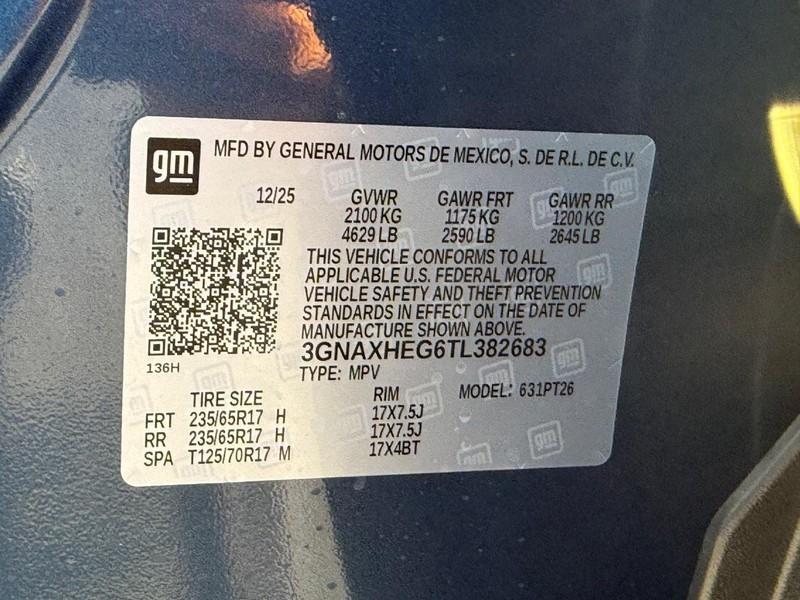 gm MFD BY GENERAL MOTORS DE MEXICO, S. DE R.L. DE C.V.
12/25 GVWR GAWR FRT GAWR RR
2100 KG 1175 KG 1200 KG
4629 LB 2590 LB 2645 LB
THIS VEHICLE CONFORMS TO ALL
APPLICABLE U.S. FEDERAL MOTOR
VEHICLE SAFETY AND THEFT PREVENTION
STANDARDS IN EFFECT ON THE DATE OF
MANUFACTURE SHOWN ABOVE.
3GNAXHEG6TL382683
136H TYPE: MPV
TIRE SIZE RIM MODEL: 631PT26
FRT 235/65R17 H 17X7.5J
RR 235/65R17 H 17X7.5J
SPA T125/70R17 M 17X4BT